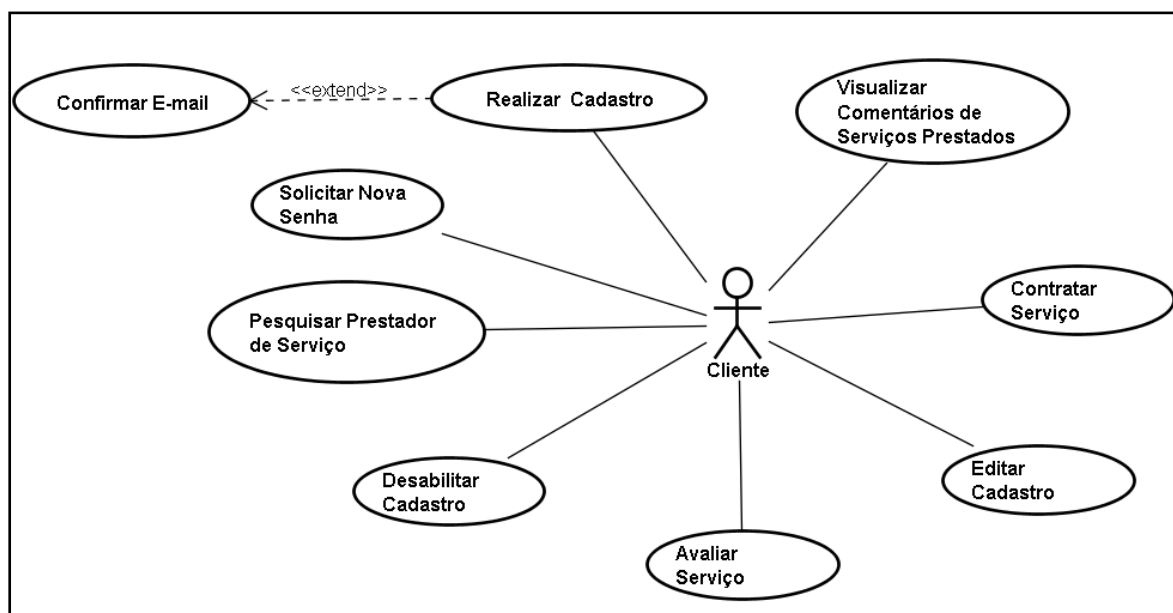 Confirmar E-mail
<<extend>>
Realizar Cadastro
Visualizar
Comentários de
Serviços Prestados
Solicitar Nova
Senha
Pesquisar Prestador
de Serviço
Contratar
Serviço
Cliente
Desabilitar
Cadastro
Editar
Cadastro
Avaliar
Serviço